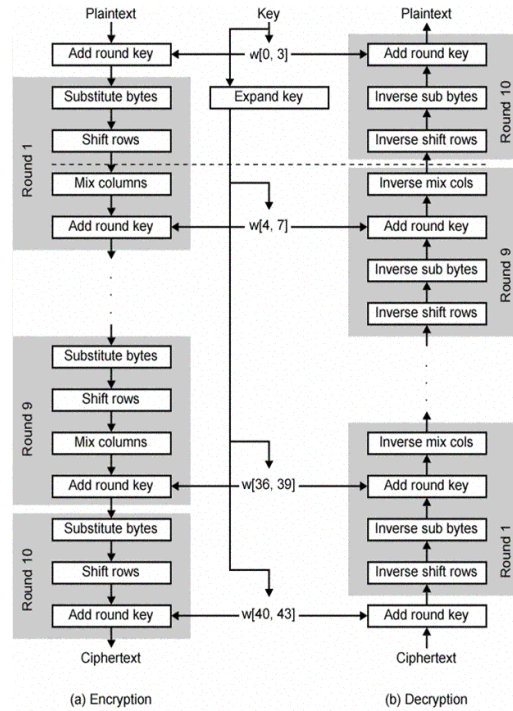 Plaintext
Key
Plaintext
Add round key
w[0, 3]
Add round key
Substitute bytes
Expand key
Inverse sub bytes
Shift rows
Inverse shift rows
Round 1
Round 10
Mix columns
Inverse mix cols
Add round key
w[4, 7]
Add round key
Inverse sub bytes
Inverse shift rows
Round 9
Substitute bytes
Shift rows
Mix columns
Inverse mix cols
Add round key
w[36, 39]
Add round key
Round 9
Substitute bytes
Inverse sub bytes
Shift rows
Inverse shift rows
Round 10
Round 1
Add round key
w[40, 43]
Add round key
Ciphertext
Ciphertext
(a) Encryption
(b) Decryption